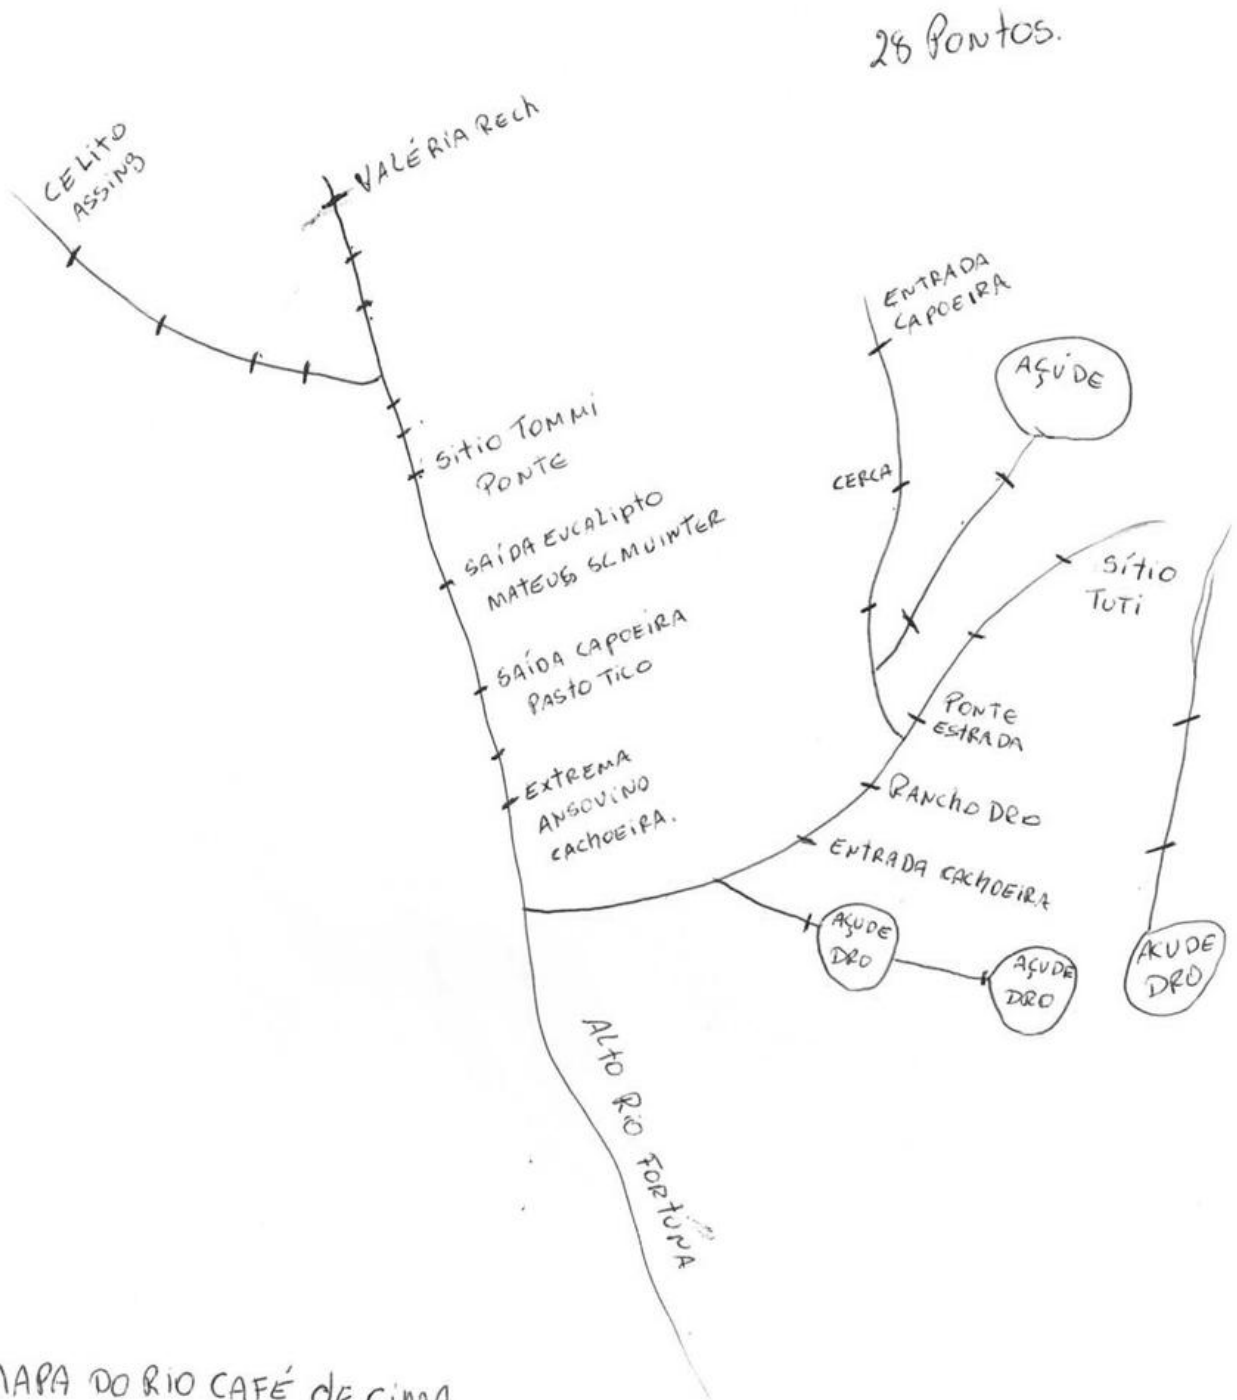 28 PONTOS.
CELITO
ASSING
VALÉRIA RECH
ENTRADA
CAPOEIRA
AÇUDE
SITIO TOMMI
PONTE
CERCA
SAÍDA EUCALIPTO
MATEUS SCMUINTER
SÍTIO
TUTI
SAÍDA CAPOEIRA
PASTO TICO
PONTE
ESTRADA
EXTREMA
ANSOVINO
CACHOEIRA.
RANCHO DRO
ENTRADA CACHOEIRA
AÇUDE
DRO
AÇUDE
DRO
AKUDE
DRO
ALTO RIO FORTUNA
MAPA DO RIO CAFÉ de cima